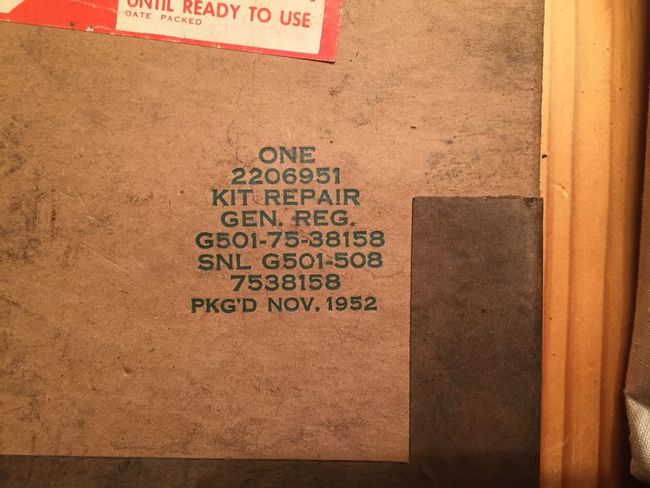 UNTIL READY TO USE
DATE PACKED
ONE
2206951
KIT REPAIR
GEN. REG.
G501-75-38158
SNL G501-508
7538158
PKG'D NOV. 1952